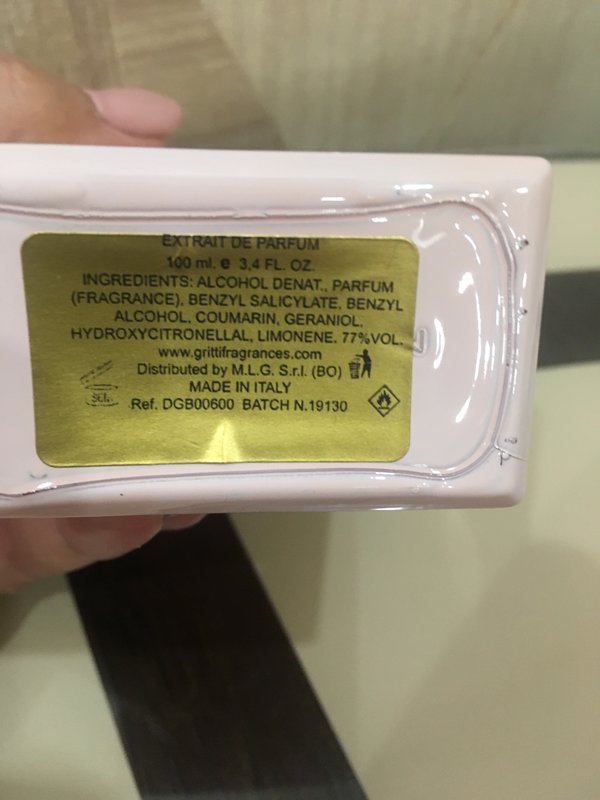 EXTRAIT DE PARFUM
100 ml. e 3,4 FL. OZ.
INGREDIENTS: ALCOHOL DENAT., PARFUM
(FRAGRANCE), BENZYL SALICYLATE, BENZYL
ALCOHOL, COUMARIN, GERANIOL,
HYDROXYCITRONELLAL, LIMONENE. 77%VOL.
www.grittifragrances.com
Distributed by M.L.G. S.r.l. (BO)
MADE IN ITALY
Ref. DGB00600 BATCH N.19130